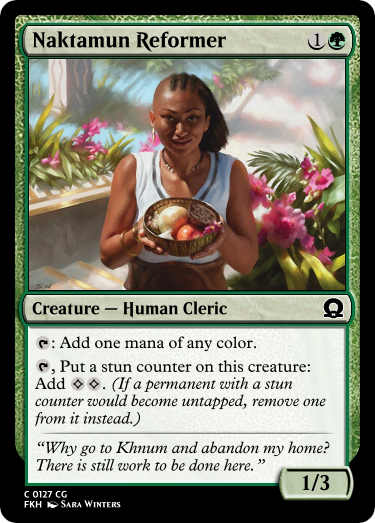 Naktamun Reformer 1
Creature — Human Cleric
: Add one mana of any color.
, Put a stun counter on this creature:
Add . (If a permanent with a stun
counter would become untapped, remove one
from it instead.)
“Why go to Khnum and abandon my home?
There is still work to be done here.”
1/3
C 0127 CG
FKH Sara Winters